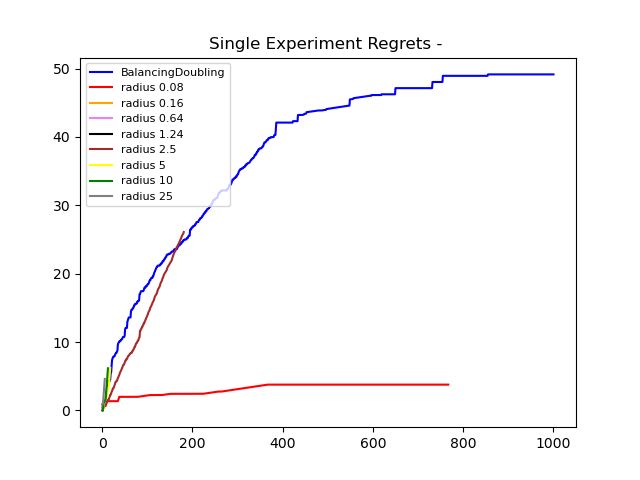 Single Experiment Regrets -
BalancingDoubling
radius 0.08
radius 0.16
radius 0.64
radius 1.24
radius 2.5
radius 5
radius 10
radius 25
50
40
30
20
10
0
0 200 400 600 800 1000